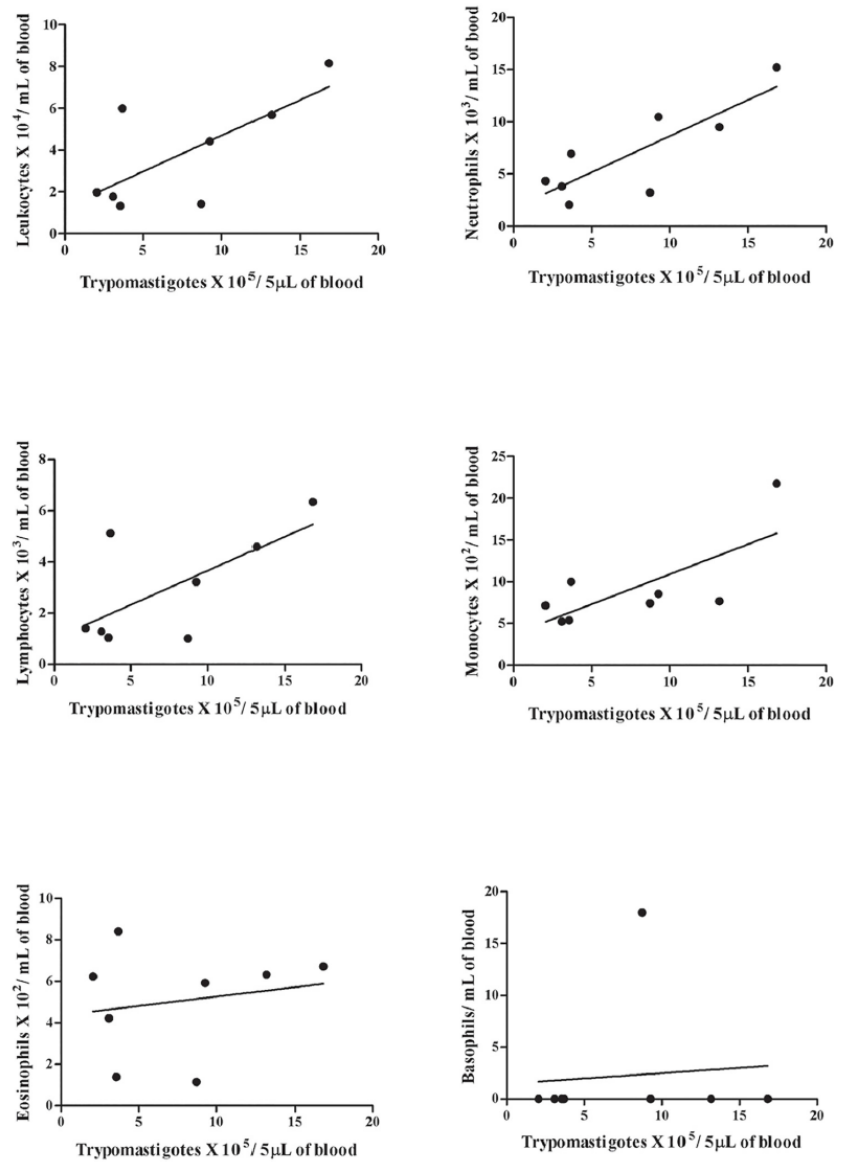 Leukocytes X 10⁴/ mL of blood
10
8
6
4
2
0
0 5 10 15 20
Trypomastigotes X 10⁵/ 5µL of blood
Neutrophils X 10³/ mL of bood
20
15
10
5
0
0 5 10 15 20
Trypomastigotes X 10⁵/ 5µL of blood
Lymphocytes X 10³/ mL of blood
8
6
4
2
0
0 5 10 15 20
Trypomastigotes X 10⁵/ 5µL of blood
Monocytes X 10²/ mL of blood
25
20
15
10
5
0
0 5 10 15 20
Trypomastigotes X 10⁵/ 5µL of blood
Eosinophils X 10²/ mL of blood
10
8
6
4
2
0
0 5 10 15 20
Trypomastigotes X 10⁵/ 5µL of blood
Basophils/ mL of blood
20
15
10
5
0
0 5 10 15 20
Trypomastigotes X 10⁵/ 5µL of blood